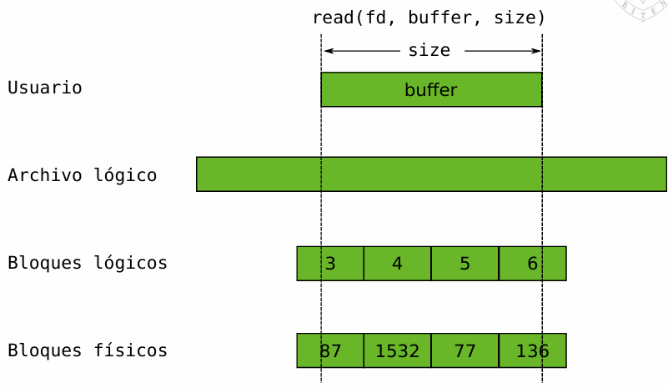 read(fd, buffer, size)
size
Usuario
buffer
Archivo lógico
Bloques lógicos
3 4 5 6
Bloques físicos
87 1532 77 136